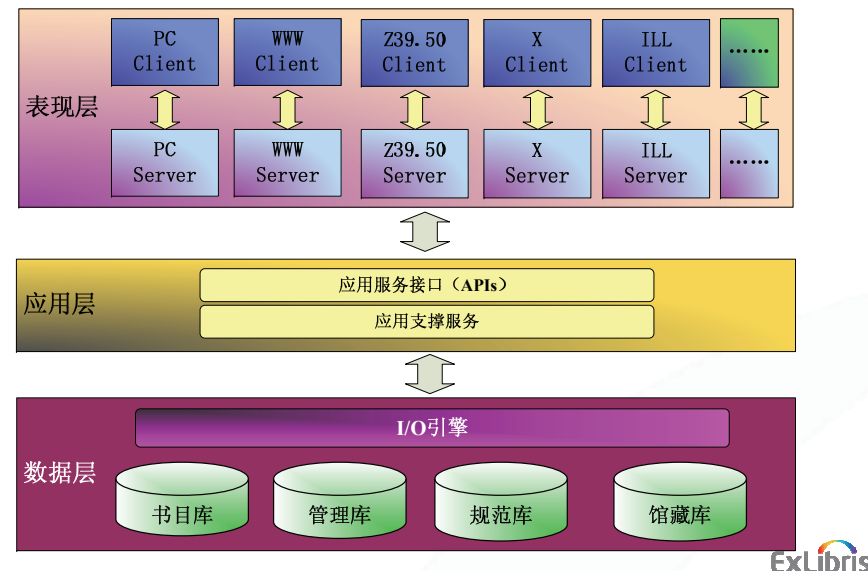 PC
Client
WWW
Client
Z39.50
Client
X
Client
ILL
Client
……
表现层
PC
Server
WWW
Server
Z39.50
Server
X
Server
ILL
Server
……
应用层
应用服务接口（APIs）
应用支撑服务
数据层
I/O引擎
书目库
管理库
规范库
馆藏库
ExLibris